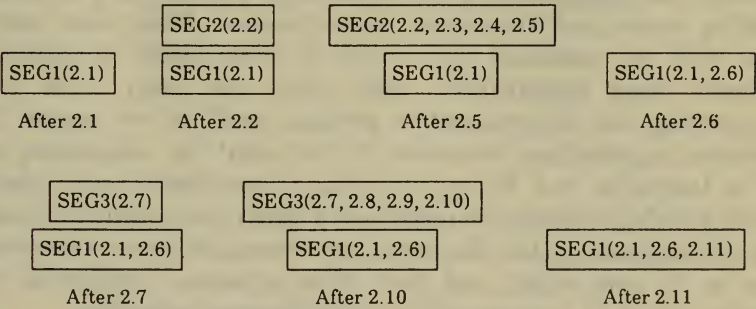 SEG2(2.2) SEG2(2.2, 2.3, 2.4, 2.5)
SEG1(2.1) SEG1(2.1) SEG1(2.1) SEG1(2.1, 2.6)
After 2.1 After 2.2 After 2.5 After 2.6
SEG3(2.7) SEG3(2.7, 2.8, 2.9, 2.10)
SEG1(2.1, 2.6) SEG1(2.1, 2.6) SEG1(2.1, 2.6, 2.11)
After 2.7 After 2.10 After 2.11